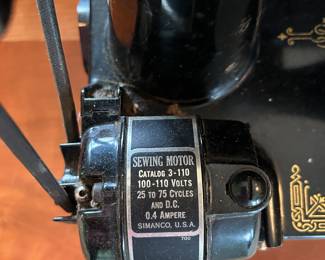 SEWING MOTOR
CATALOG 3-110
100-110 VOLTS
25 TO 75 CYCLES
AND D.C.
0.4 AMPERE
SIMANCO, U.S.A.